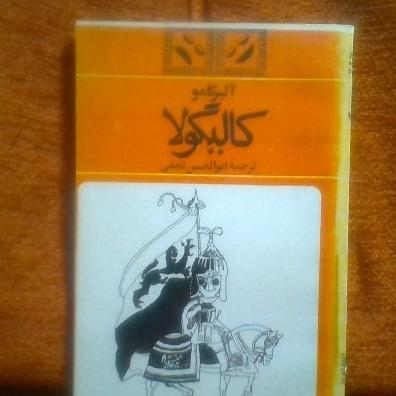 آلبر کامو
کالیگولا
ترجمهٔ ابوالحسن نجفی